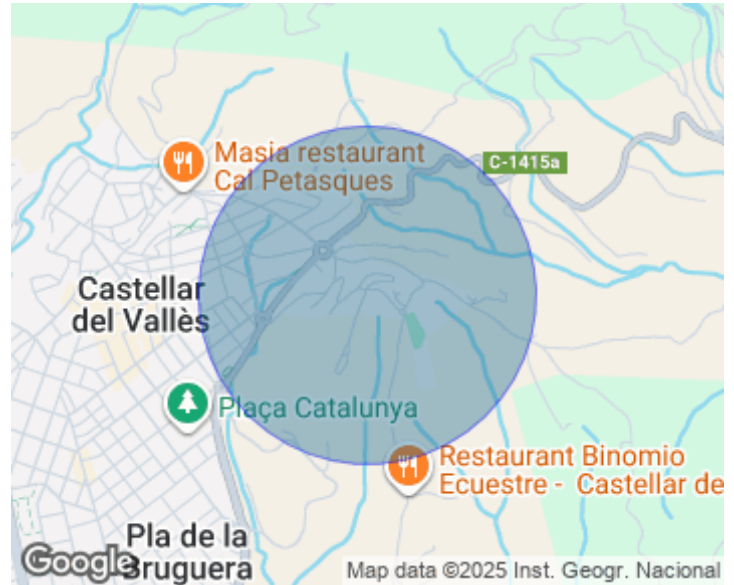 Masia restaurant
Cal Petasques
C-1415a
Castellar
del Vallès
Plaça Catalunya
Restaurant Binomio
Ecuestre - Castellar de
Pla de la
Bruguera
Google
Map data ©2025 Inst. Geogr. Nacional